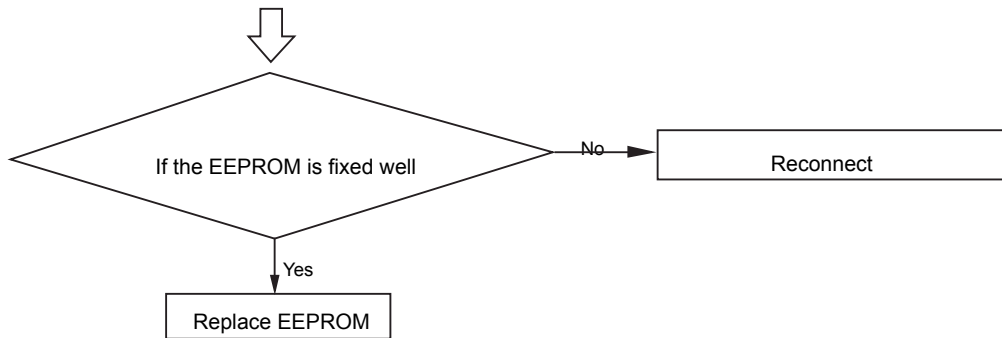 If the EEPROM is fixed well
No
Reconnect
Yes
Replace EEPROM